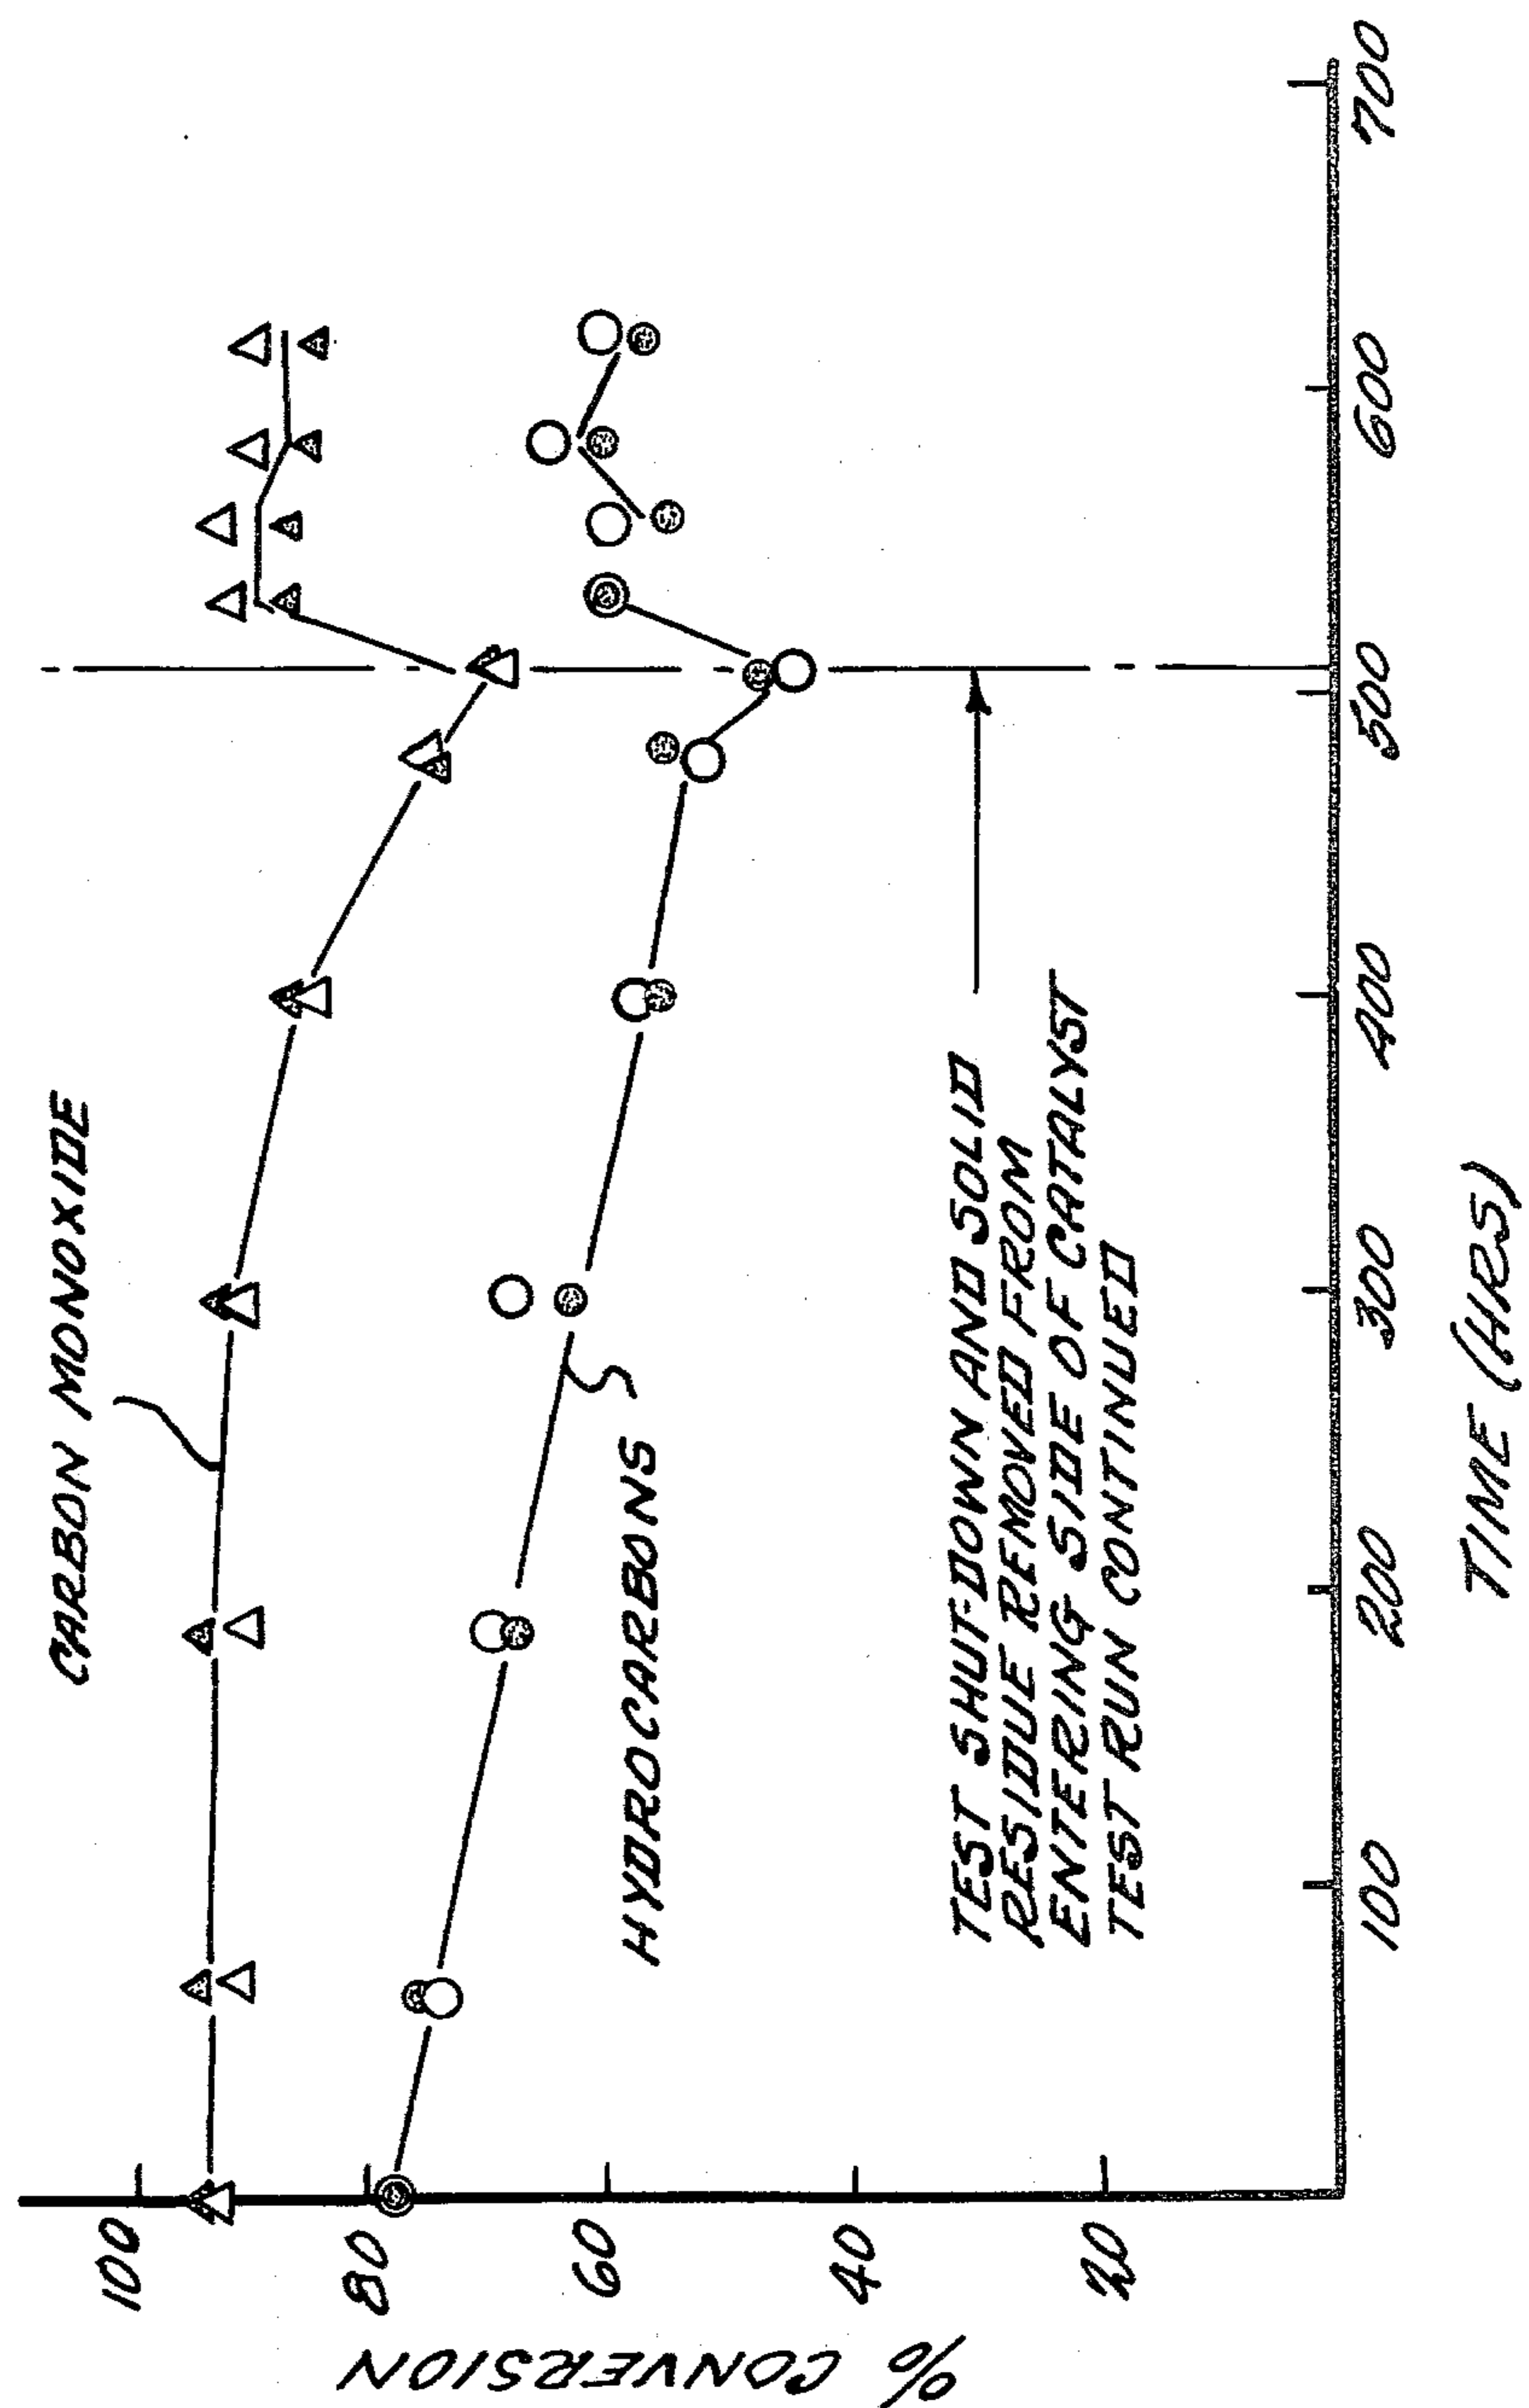 CARBON MONOXIDE
HYDROCARBONS
TEST SHUT-DOWN AND SOLID
RESIDUE REMOVED FROM
ENTERING SIDE OF CATALYST
TEST RUN CONTINUED
% CONVERSION
100
80
60
40
20
100
200
300
400
500
600
700
TIME (HRS)